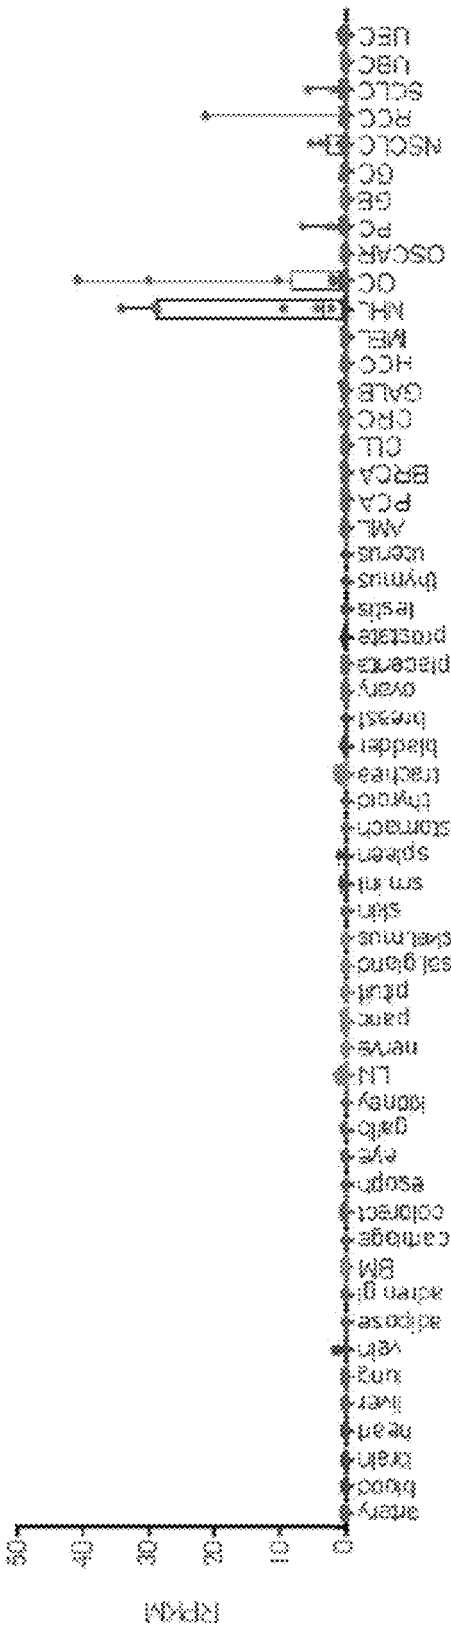 RPKM
50
40
30
20
10
0
artery
blood
brain
heart
liver
lung
vein
adipose
adren gl
BM
cartilage
colorect
esoph
eye
gallb
kidney
LN
nerve
panc
pituit
sal gland
skel.mus
skin
sm.int
spleen
stomach
thyroid
trachea
bladder
breast
ovary
placenta
prostate
testis
thymus
uterus
AML
PCA
BRCA
CLL
CRC
GALB
HCC
MEL
NHL
OC
OSCAR
PC
GB
GC
NSCLC
RCC
SCLC
UBC
UEC